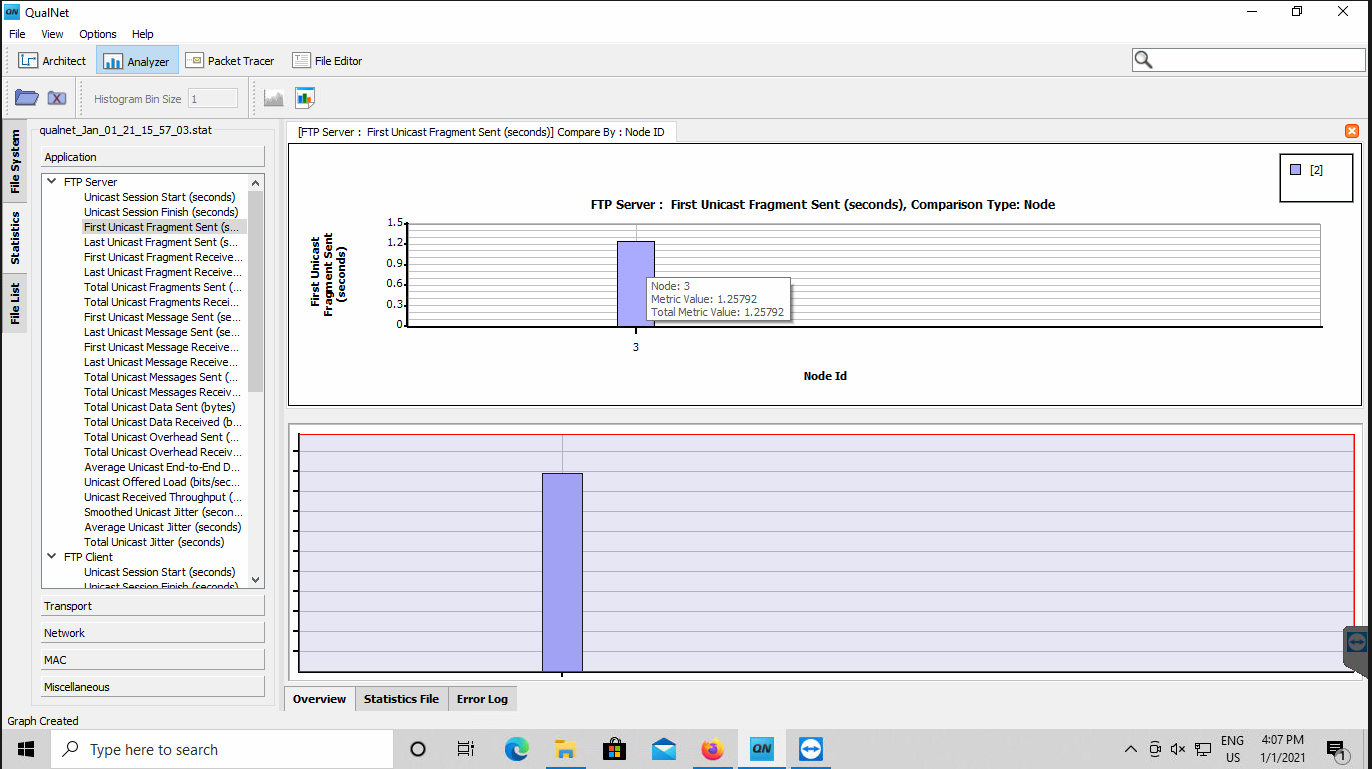 QN QualNet
File View Options Help
Architect Analyzer Packet Tracer File Editor
Histogram Bin Size 1
File System
Statistics
File List
qualnet_Jan_01_21_15_57_03.stat
Application
FTP Server
Unicast Session Start (seconds)
Unicast Session Finish (seconds)
First Unicast Fragment Sent (s...
Last Unicast Fragment Sent (s...
First Unicast Fragment Receive...
Last Unicast Fragment Receive...
Total Unicast Fragments Sent (...
Total Unicast Fragments Recei...
First Unicast Message Sent (se...
Last Unicast Message Sent (se...
First Unicast Message Receive...
Last Unicast Message Receive...
Total Unicast Messages Sent (...
Total Unicast Messages Receiv...
Total Unicast Data Sent (bytes)
Total Unicast Data Received (b...
Total Unicast Overhead Sent (...
Total Unicast Overhead Receiv...
Average Unicast End-to-End D...
Unicast Offered Load (bits/sec...
Unicast Received Throughput (...
Smoothed Unicast Jitter (secon...
Average Unicast Jitter (seconds)
Total Unicast Jitter (seconds)
FTP Client
Unicast Session Start (seconds)
Unicast Session Finish (seconds)
Transport
Network
MAC
Miscellaneous
[FTP Server : First Unicast Fragment Sent (seconds)] Compare By : Node ID
[2]
FTP Server : First Unicast Fragment Sent (seconds), Comparison Type: Node
First Unicast
Fragment Sent
(seconds)
1.5
1.2
0.9
0.6
0.3
0
Node: 3
Metric Value: 1.25792
Total Metric Value: 1.25792
3
Node Id
Overview Statistics File Error Log
Graph Created
Type here to search
QN
ENG
US
4:07 PM
1/1/2021
1